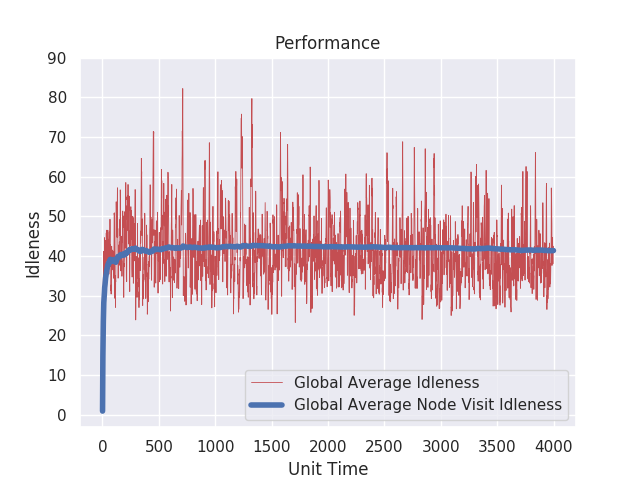 Performance
90
80
70
60
50
40
30
20
10
0
Idleness
Global Average Idleness
Global Average Node Visit Idleness
0 500 1000 1500 2000 2500 3000 3500 4000
Unit Time